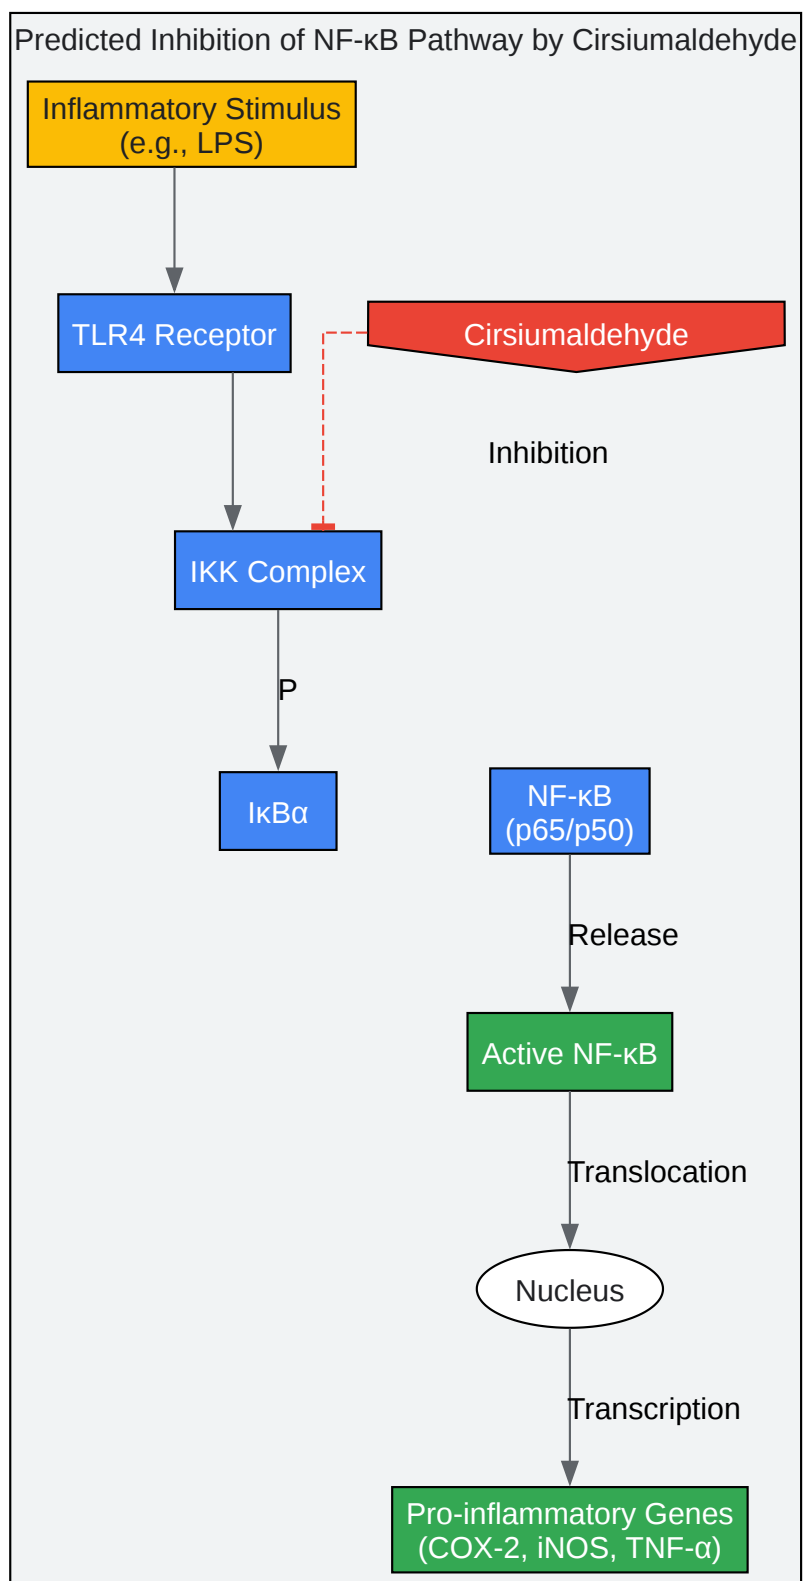 Predicted Inhibition of NF-κB Pathway by Cirsiumaldehyde
Inflammatory Stimulus
(e.g., LPS)
TLR4 Receptor
Cirsiumaldehyde
Inhibition
IKK Complex
P
IκBα
NF-κB
(p65/p50)
Release
Active NF-κB
Translocation
Nucleus
Transcription
Pro-inflammatory Genes
(COX-2, iNOS, TNF-α)